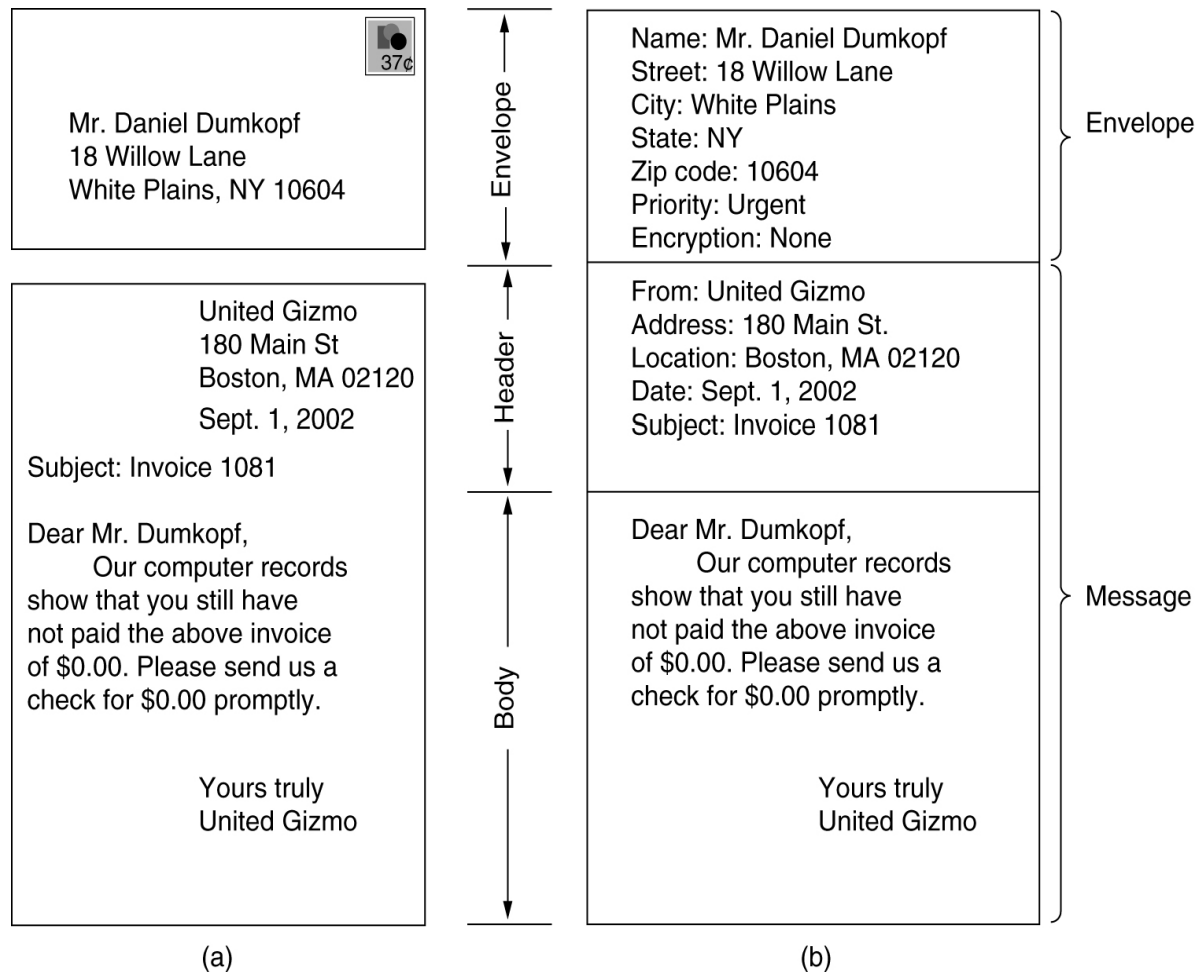 37¢
Mr. Daniel Dumkopf
18 Willow Lane
White Plains, NY 10604
United Gizmo
180 Main St
Boston, MA 02120
Sept. 1, 2002
Subject: Invoice 1081
Dear Mr. Dumkopf,
Our computer records
show that you still have
not paid the above invoice
of $0.00. Please send us a
check for $0.00 promptly.
Yours truly
United Gizmo
(a)
Envelope
Header
Body
Name: Mr. Daniel Dumkopf
Street: 18 Willow Lane
City: White Plains
State: NY
Zip code: 10604
Priority: Urgent
Encryption: None
From: United Gizmo
Address: 180 Main St.
Location: Boston, MA 02120
Date: Sept. 1, 2002
Subject: Invoice 1081
Dear Mr. Dumkopf,
Our computer records
show that you still have
not paid the above invoice
of $0.00. Please send us a
check for $0.00 promptly.
Yours truly
United Gizmo
(b)
Envelope
Message